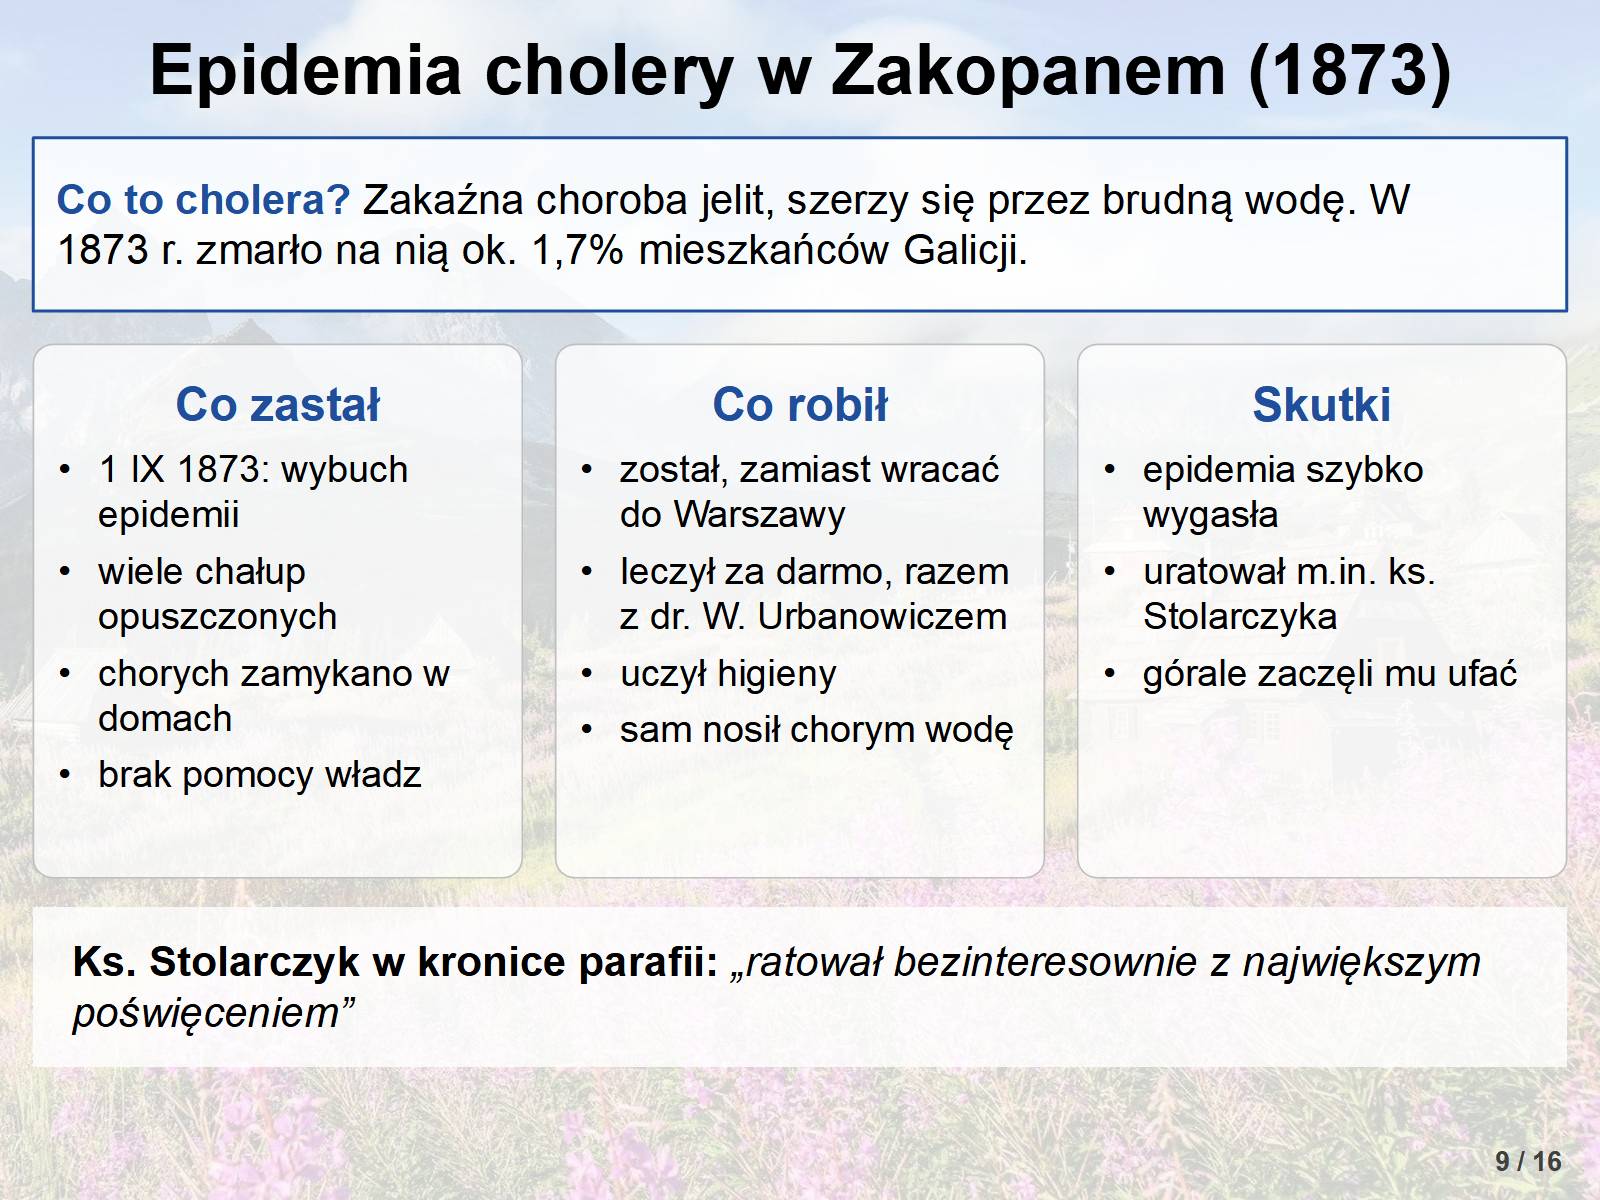 Epidemia cholery w Zakopanem (1873)
Co to cholera? Zakaźna choroba jelit, szerzy się przez brudną wodę. W
1873 r. zmarło na nią ok. 1,7% mieszkańców Galicji.
Co zastał
• 1 IX 1873: wybuch
epidemii
• wiele chałup
opuszczonych
• chorych zamykano w
domach
• brak pomocy władz
Co robił
• został, zamiast wracać
do Warszawy
• leczył za darmo, razem
z dr. W. Urbanowiczem
• uczył higieny
• sam nosił chorym wodę
Skutki
• epidemia szybko
wygasła
• uratował m.in. ks.
Stolarczyka
• górale zaczęli mu ufać
Ks. Stolarczyk w kronice parafii: „ratował bezinteresownie z największym
poświęceniem”
9 / 16